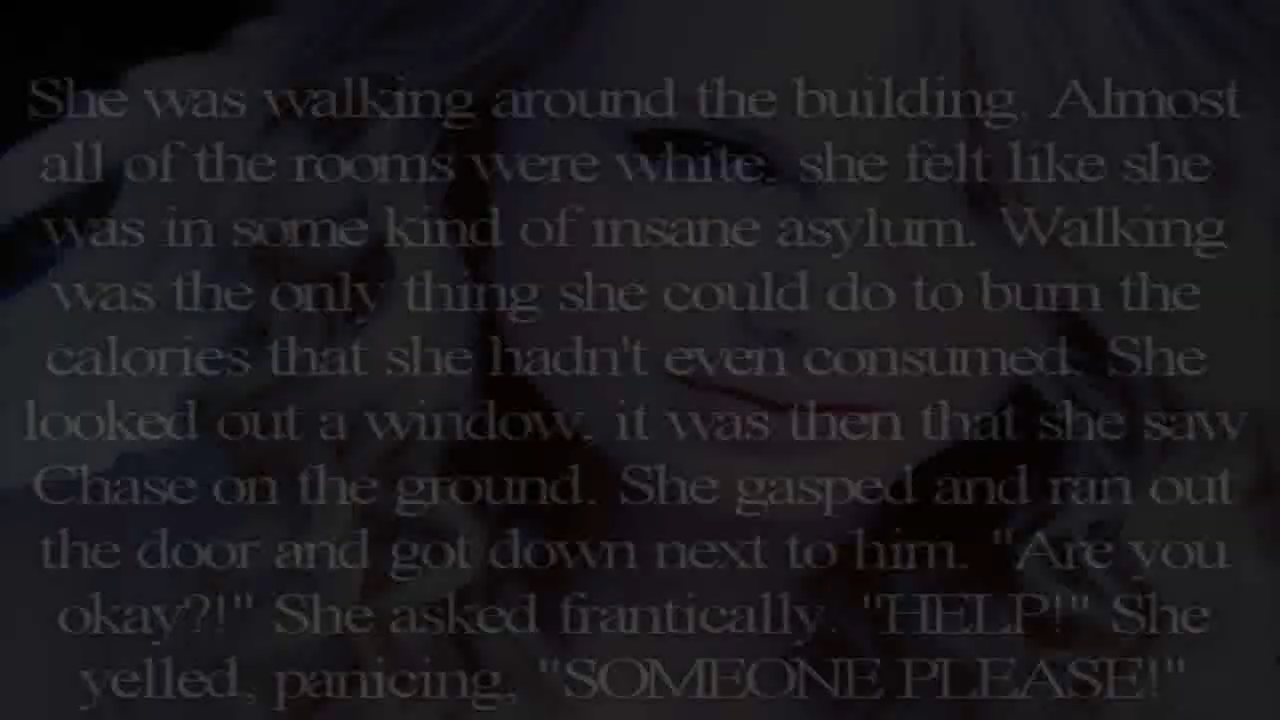 She was walking around the building. Almost
all of the rooms were white, she felt like she
was in some kind of insane asylum. Walking
was the only thing she could do to burn the
calories that she hadn't even consumed. She
looked out a window, it was then that she saw
Chase on the ground. She gasped and ran out
the door and got down next to him. "Are you
okay?!" She asked frantically. "HELP!" She
yelled, panicing, "SOMEONE PLEASE!"